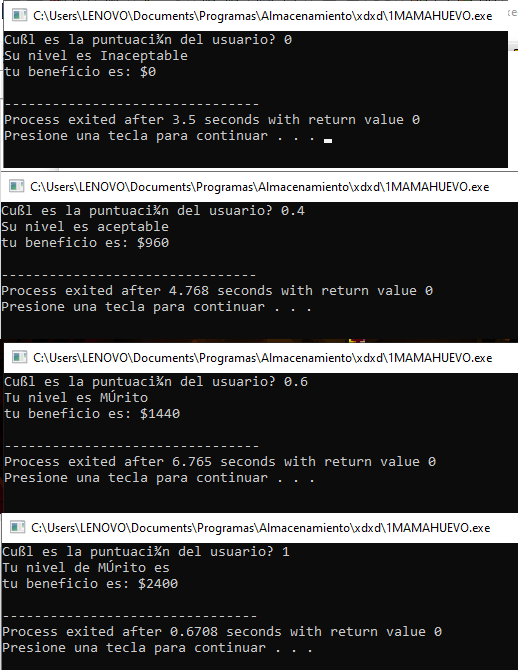 C:\Users\LENOVO\Documents\Programas\Almacenamiento\xdxd\1MAMAHUEVO.exe
Cußl es la puntuaci¾n del usuario? 0
Su nivel es Inaceptable
tu beneficio es: $0
--------------------------------
Process exited after 3.5 seconds with return value 0
Presione una tecla para continuar . . .
C:\Users\LENOVO\Documents\Programas\Almacenamiento\xdxd\1MAMAHUEVO.exe
Cußl es la puntuaci¾n del usuario? 0.4
Su nivel es aceptable
tu beneficio es: $960
--------------------------------
Process exited after 4.768 seconds with return value 0
Presione una tecla para continuar . . .
C:\Users\LENOVO\Documents\Programas\Almacenamiento\xdxd\1MAMAHUEVO.exe
Cußl es la puntuaci¾n del usuario? 0.6
Tu nivel es MÚrito
tu beneficio es: $1440
--------------------------------
Process exited after 6.765 seconds with return value 0
Presione una tecla para continuar . . .
C:\Users\LENOVO\Documents\Programas\Almacenamiento\xdxd\1MAMAHUEVO.exe
Cußl es la puntuaci¾n del usuario? 1
Tu nivel de MÚrito es
tu beneficio es: $2400
--------------------------------
Process exited after 0.6708 seconds with return value 0
Presione una tecla para continuar . . .